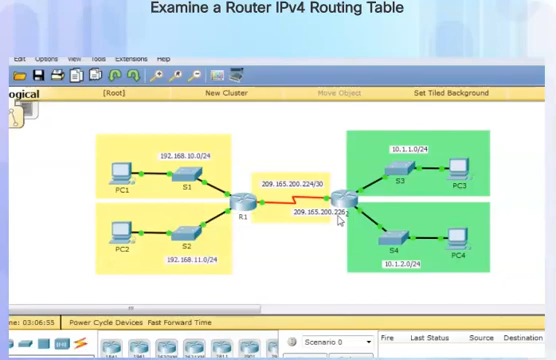 Examine a Router IPv4 Routing Table
Edit Options View Tools Extensions Help
Logical [Root] New Cluster Move Object Set Tiled Background
192.168.10.0/24
10.1.1.0/24
PC1
S1
S3
PC3
209.165.200.224/30
209.165.200.226
R1
PC2
S2
S4
PC4
192.168.11.0/24
10.1.2.0/24
Time: 03:06:55 Power Cycle Devices Fast Forward Time
Scenario 0
Fire Last Status Source Destination